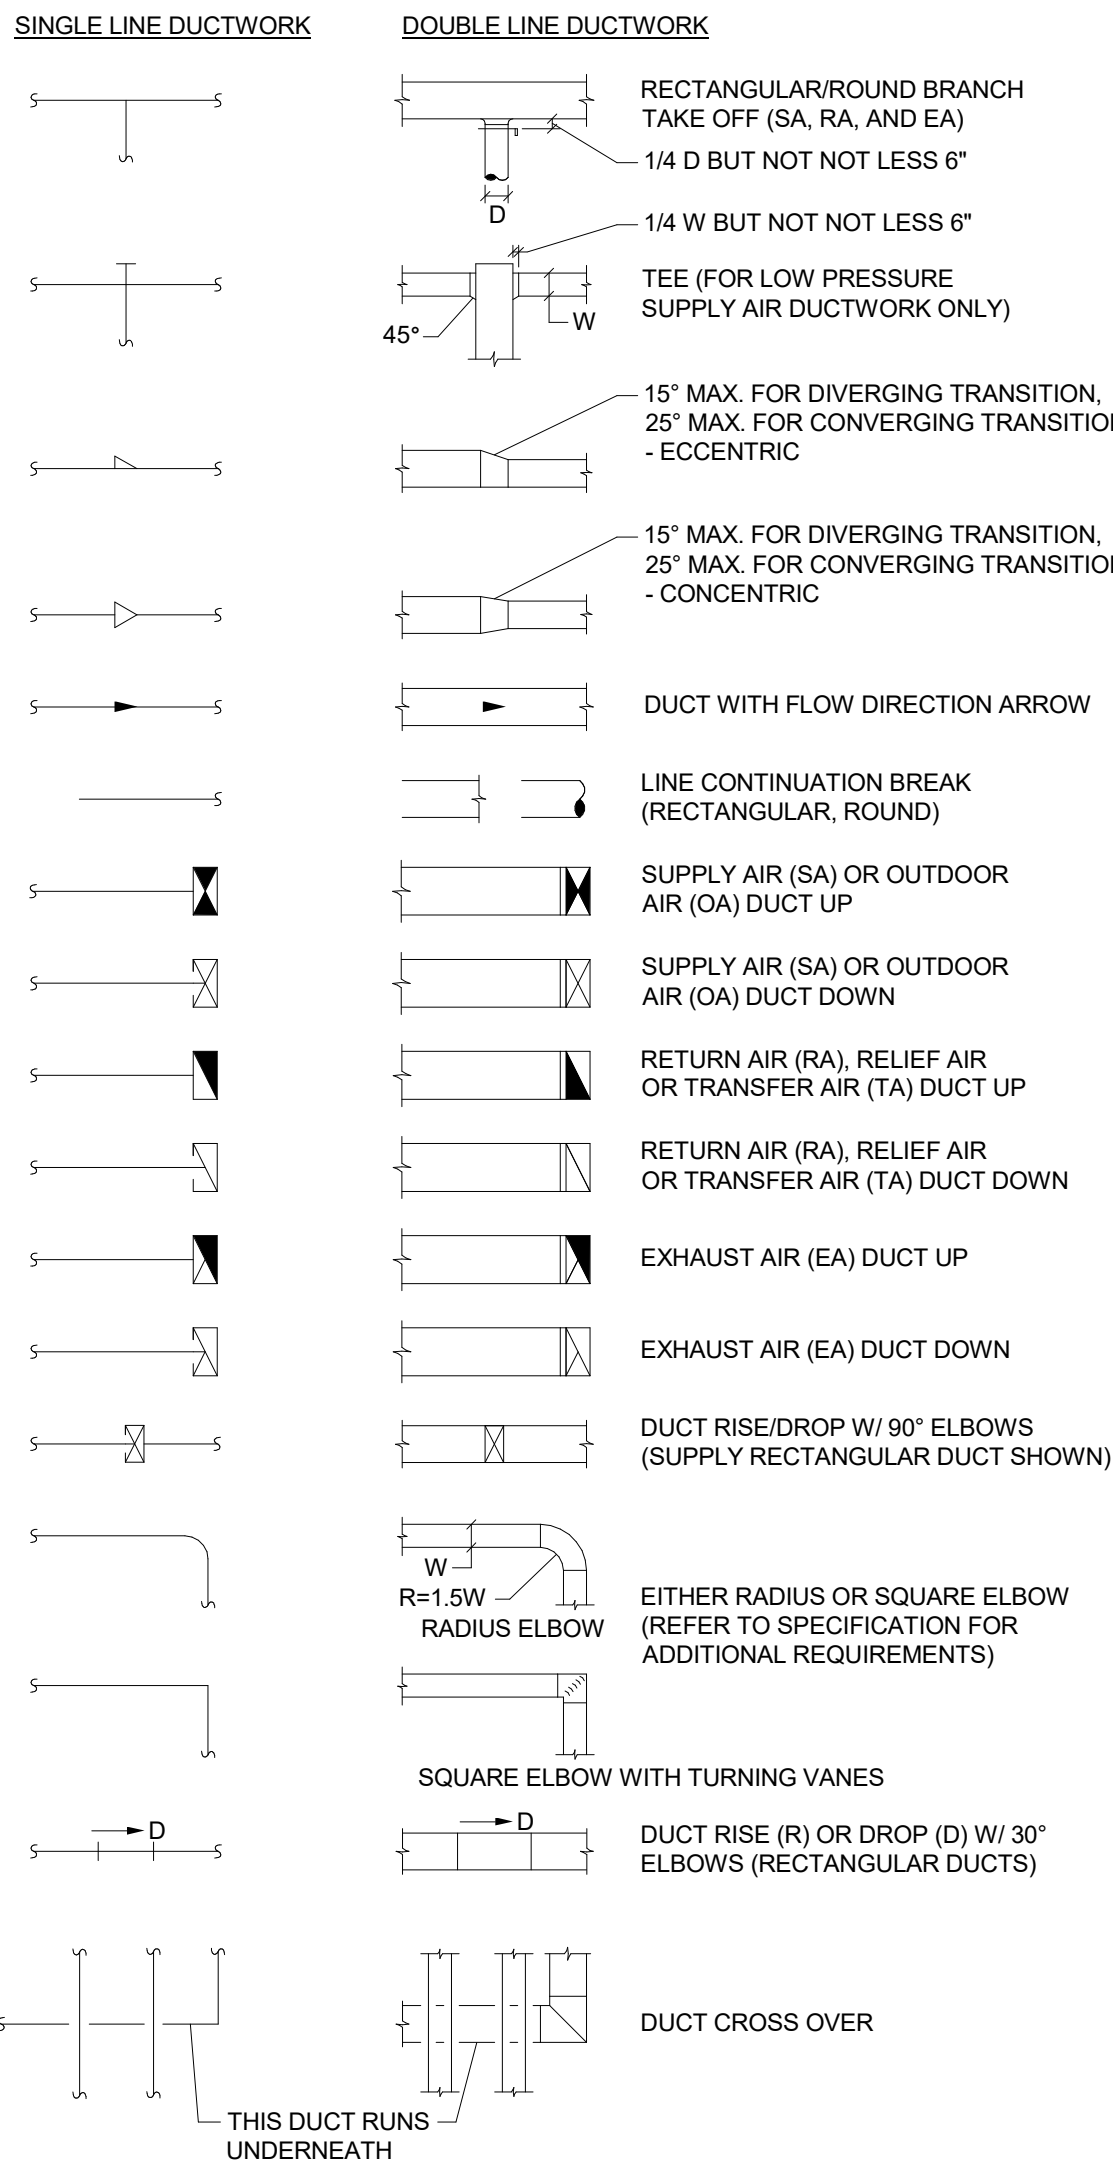 SINGLE LINE DUCTWORK
DOUBLE LINE DUCTWORK
RECTANGULAR/ROUND BRANCH
TAKE OFF (SA, RA, AND EA)
1/4 D BUT NOT NOT LESS 6"
D
1/4 W BUT NOT NOT LESS 6"
TEE (FOR LOW PRESSURE
SUPPLY AIR DUCTWORK ONLY)
W
45°
15° MAX. FOR DIVERGING TRANSITION,
25° MAX. FOR CONVERGING TRANSITION
- ECCENTRIC
15° MAX. FOR DIVERGING TRANSITION,
25° MAX. FOR CONVERGING TRANSITION
- CONCENTRIC
DUCT WITH FLOW DIRECTION ARROW
LINE CONTINUATION BREAK
(RECTANGULAR, ROUND)
SUPPLY AIR (SA) OR OUTDOOR
AIR (OA) DUCT UP
SUPPLY AIR (SA) OR OUTDOOR
AIR (OA) DUCT DOWN
RETURN AIR (RA), RELIEF AIR
OR TRANSFER AIR (TA) DUCT UP
RETURN AIR (RA), RELIEF AIR
OR TRANSFER AIR (TA) DUCT DOWN
EXHAUST AIR (EA) DUCT UP
EXHAUST AIR (EA) DUCT DOWN
DUCT RISE/DROP W/ 90° ELBOWS
(SUPPLY RECTANGULAR DUCT SHOWN)
W
R=1.5W
RADIUS ELBOW
EITHER RADIUS OR SQUARE ELBOW
(REFER TO SPECIFICATION FOR
ADDITIONAL REQUIREMENTS)
SQUARE ELBOW WITH TURNING VANES
D
D
DUCT RISE (R) OR DROP (D) W/ 30°
ELBOWS (RECTANGULAR DUCTS)
DUCT CROSS OVER
THIS DUCT RUNS
UNDERNEATH